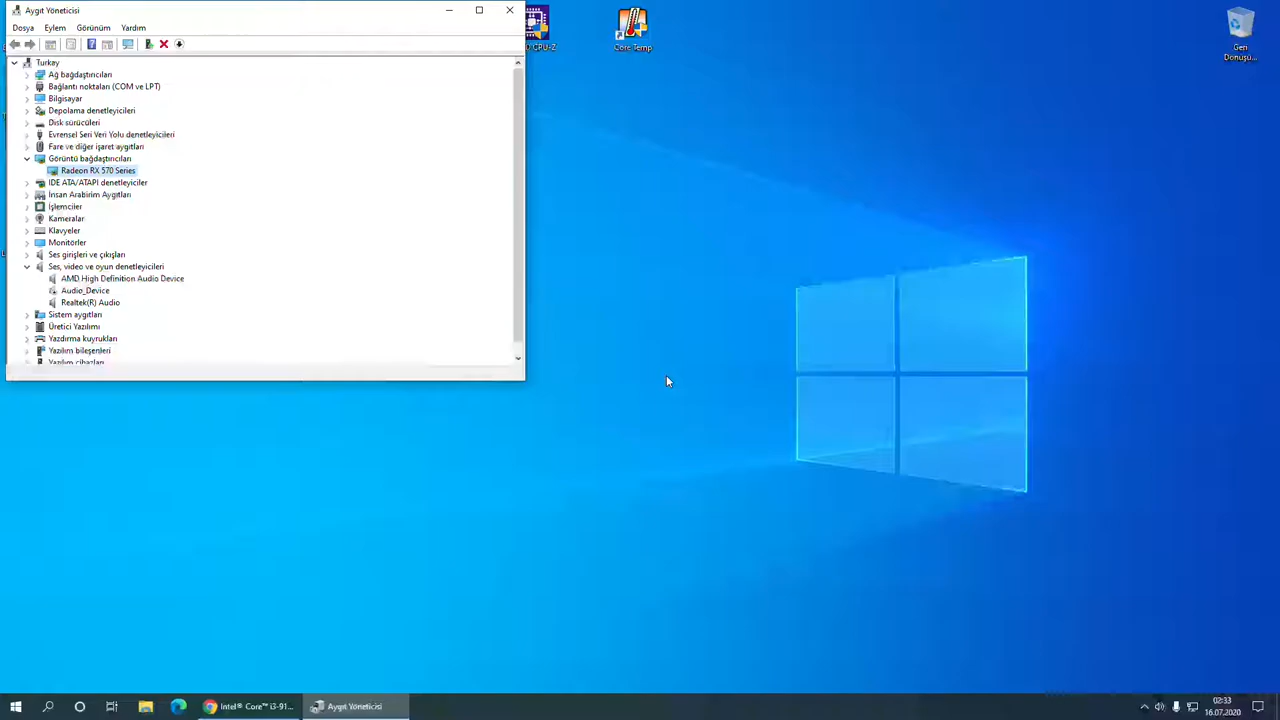 Aygıt Yöneticisi
Dosya Eylem Görünüm Yardım
Turkay
Ağ bağdaştırıcıları
Bağlantı noktaları (COM ve LPT)
Bilgisayar
Depolama denetleyicileri
Disk sürücüleri
Evrensel Seri Veri Yolu denetleyicileri
Fare ve diğer işaret aygıtları
Görüntü bağdaştırıcıları
Radeon RX 570 Series
IDE ATA/ATAPI denetleyiciler
İnsan Arabirim Aygıtları
İşlemciler
Kameralar
Klavyeler
Monitörler
Ses girişleri ve çıkışları
Ses, video ve oyun denetleyicileri
AMD High Definition Audio Device
Audio_Device
Realtek(R) Audio
Sistem aygıtları
Üretici Yazılımı
Yazdırma kuyrukları
Yazılım bileşenleri
Yazılım cihazları
CPU-Z
Core Temp
Geri
Dönüşü...
Intel® Core™ i3-91...
Aygıt Yöneticisi
02:33
16.07.2020